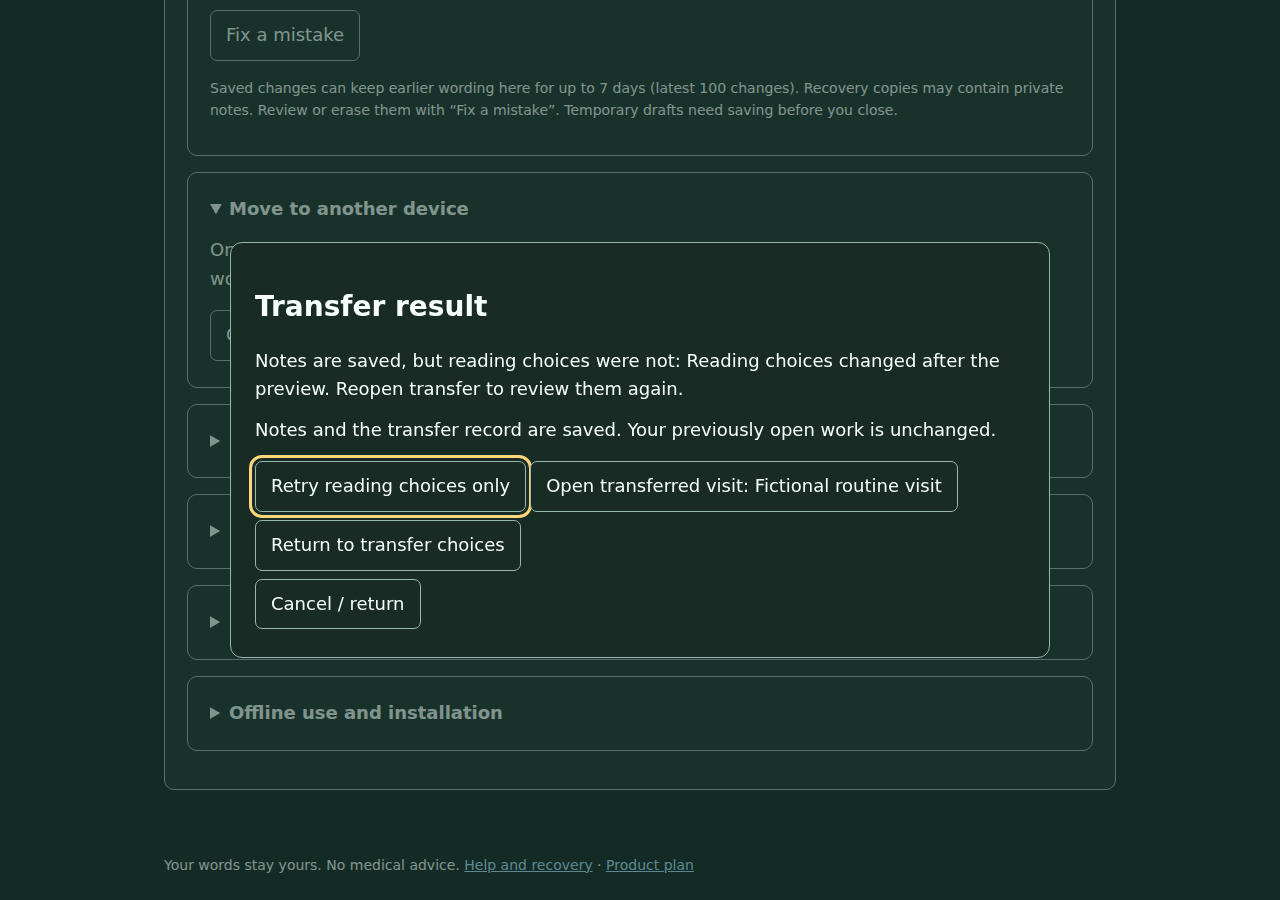 Fix a mistake
Saved changes can keep earlier wording here for up to 7 days (latest 100 changes). Recovery copies may contain private
notes. Review or erase them with “Fix a mistake”. Temporary drafts need saving before you close.
Move to another device
Transfer result
Notes are saved, but reading choices were not: Reading choices changed after the
preview. Reopen transfer to review them again.
Notes and the transfer record are saved. Your previously open work is unchanged.
Retry reading choices only
Open transferred visit: Fictional routine visit
Return to transfer choices
Cancel / return
Offline use and installation
Your words stay yours. No medical advice. Help and recovery · Product plan